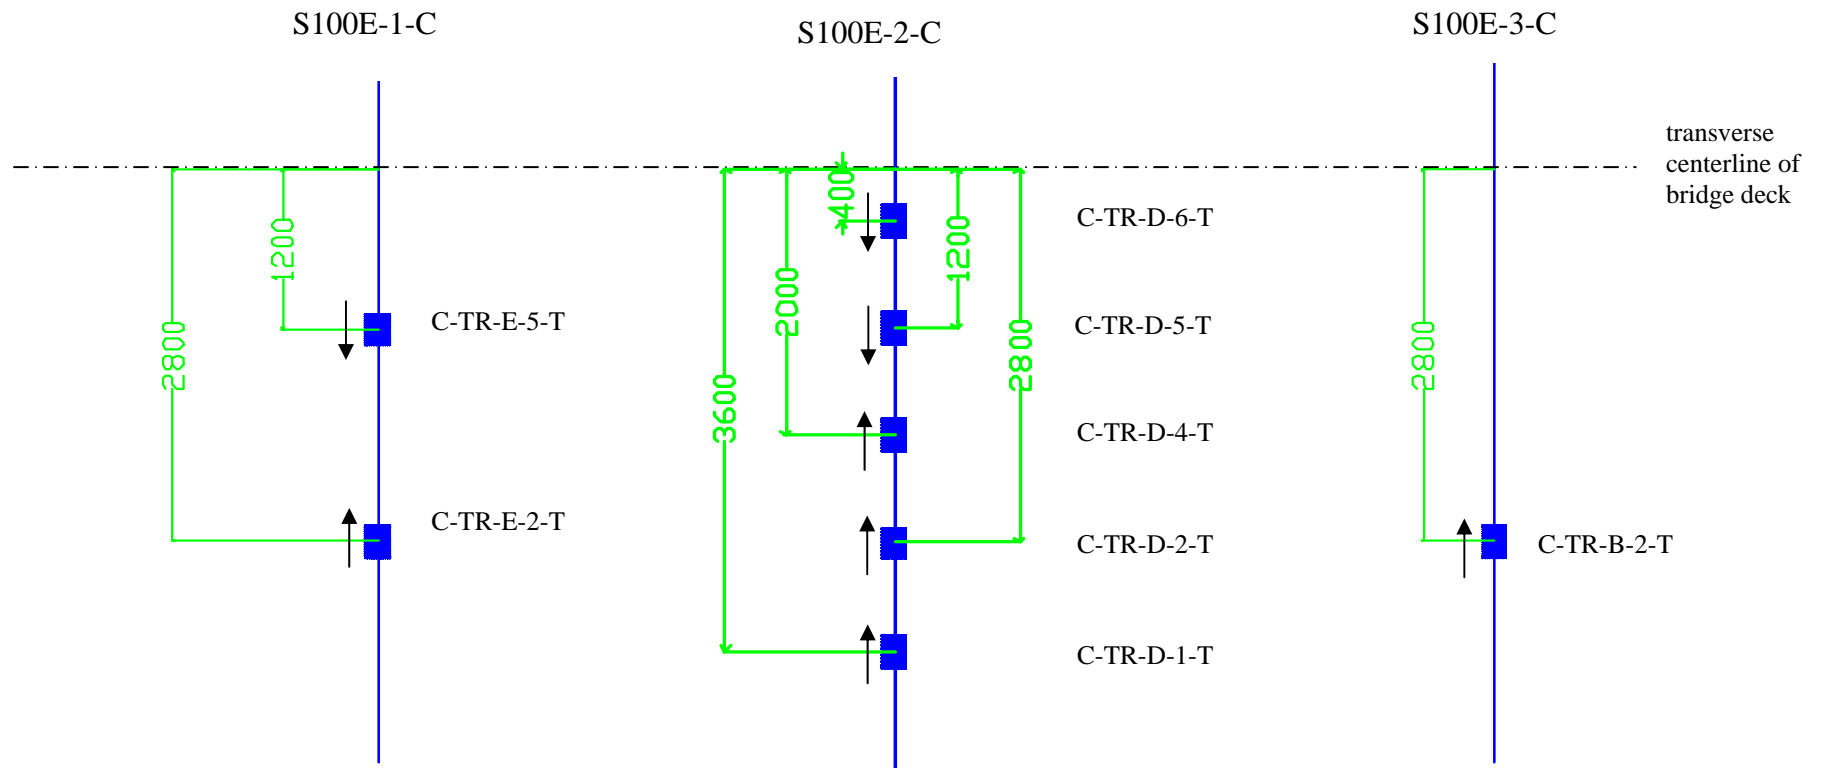 S100E-1-C
S100E-2-C
S100E-3-C
transverse
centerline of
bridge deck
400
C-TR-D-6-T
1200
1200
2000
C-TR-E-5-T
C-TR-D-5-T
2800
2800
2800
3600
C-TR-D-4-T
C-TR-E-2-T
C-TR-D-2-T
C-TR-B-2-T
C-TR-D-1-T